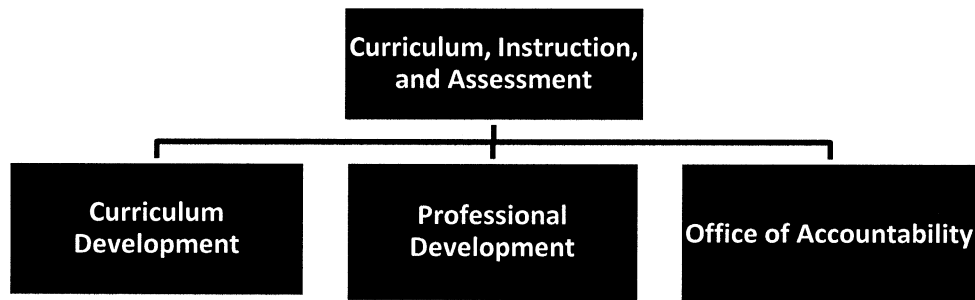 Curriculum, Instruction,
and Assessment
Curriculum
Development
Professional
Development
Office of Accountability